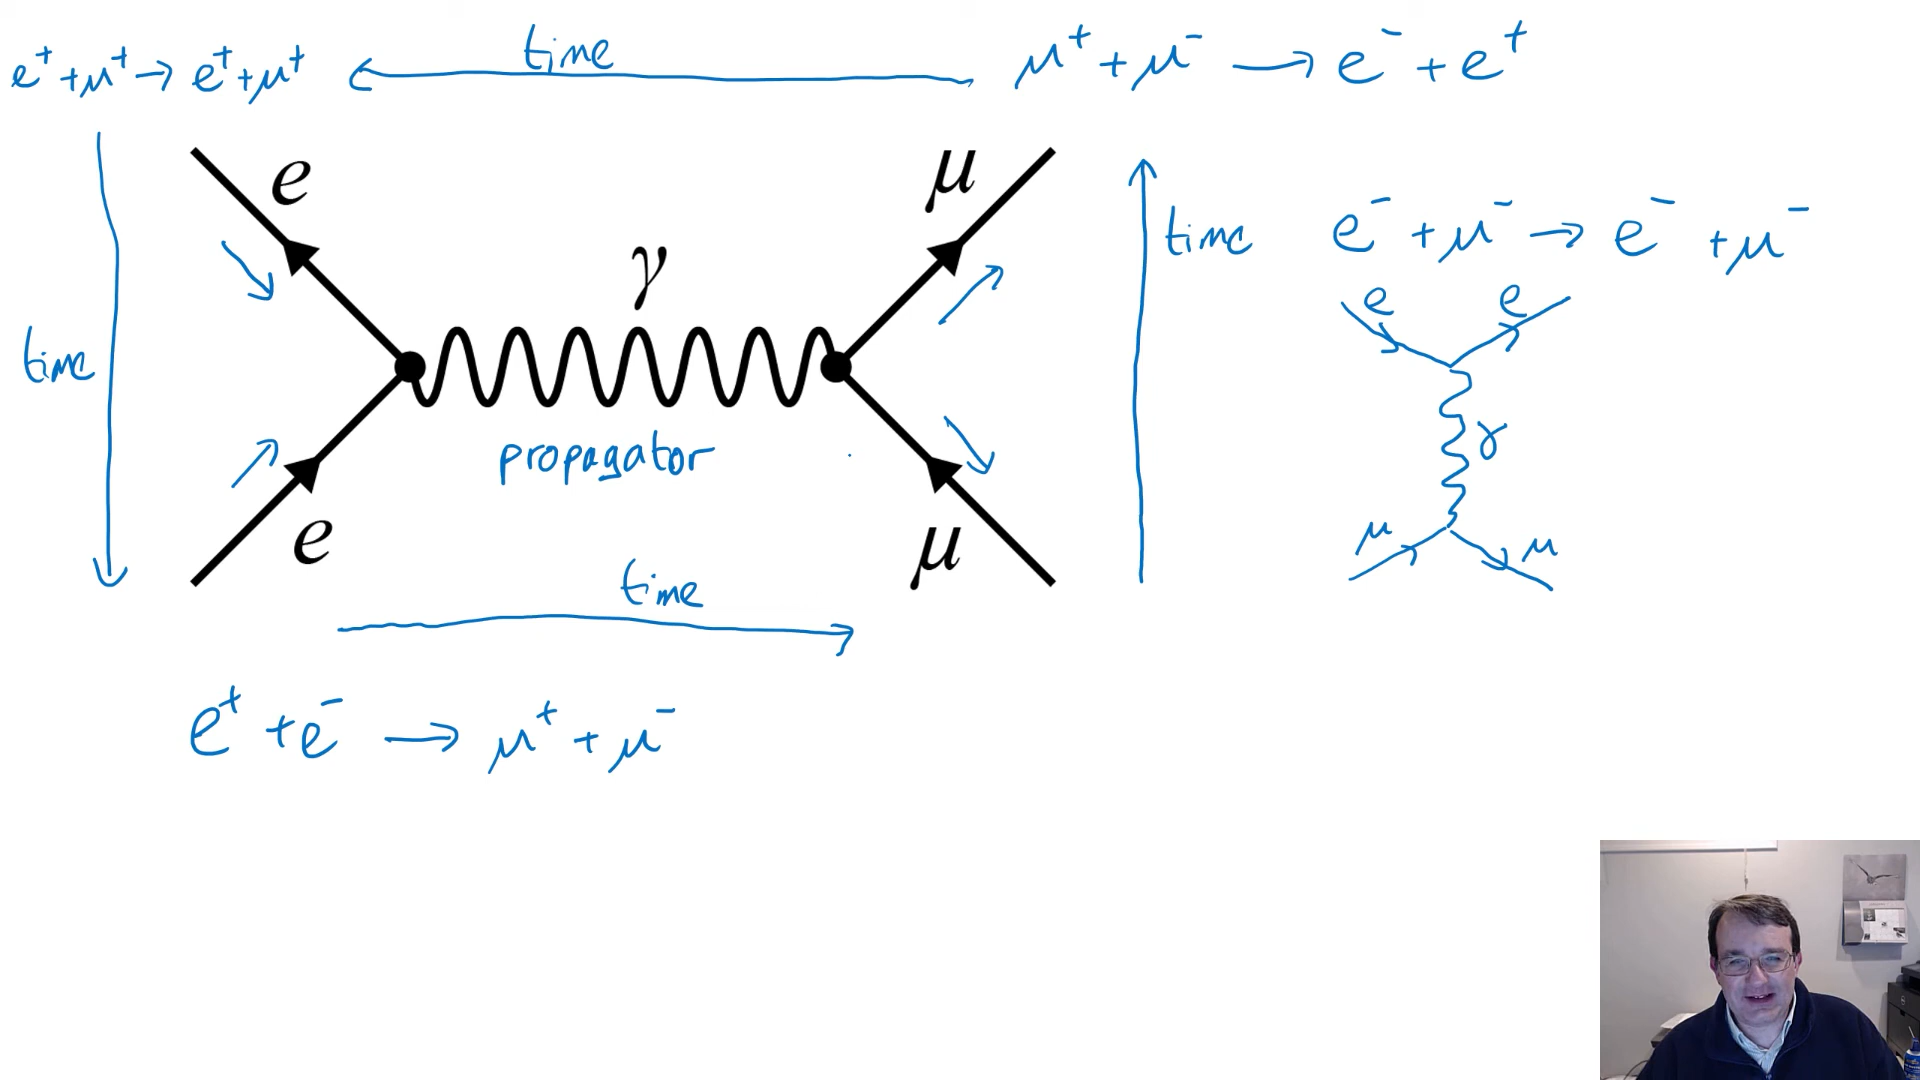 e⁺ + μ⁺ → e⁺ + μ⁺
time
μ⁺ + μ⁻ → e⁻ + e⁺
e
μ
γ
time
e⁻ + μ⁻ → e⁻ + μ⁻
e e
time
γ
propagator
e
μ
μ μ
time
e⁺ + e⁻ → μ⁺ + μ⁻